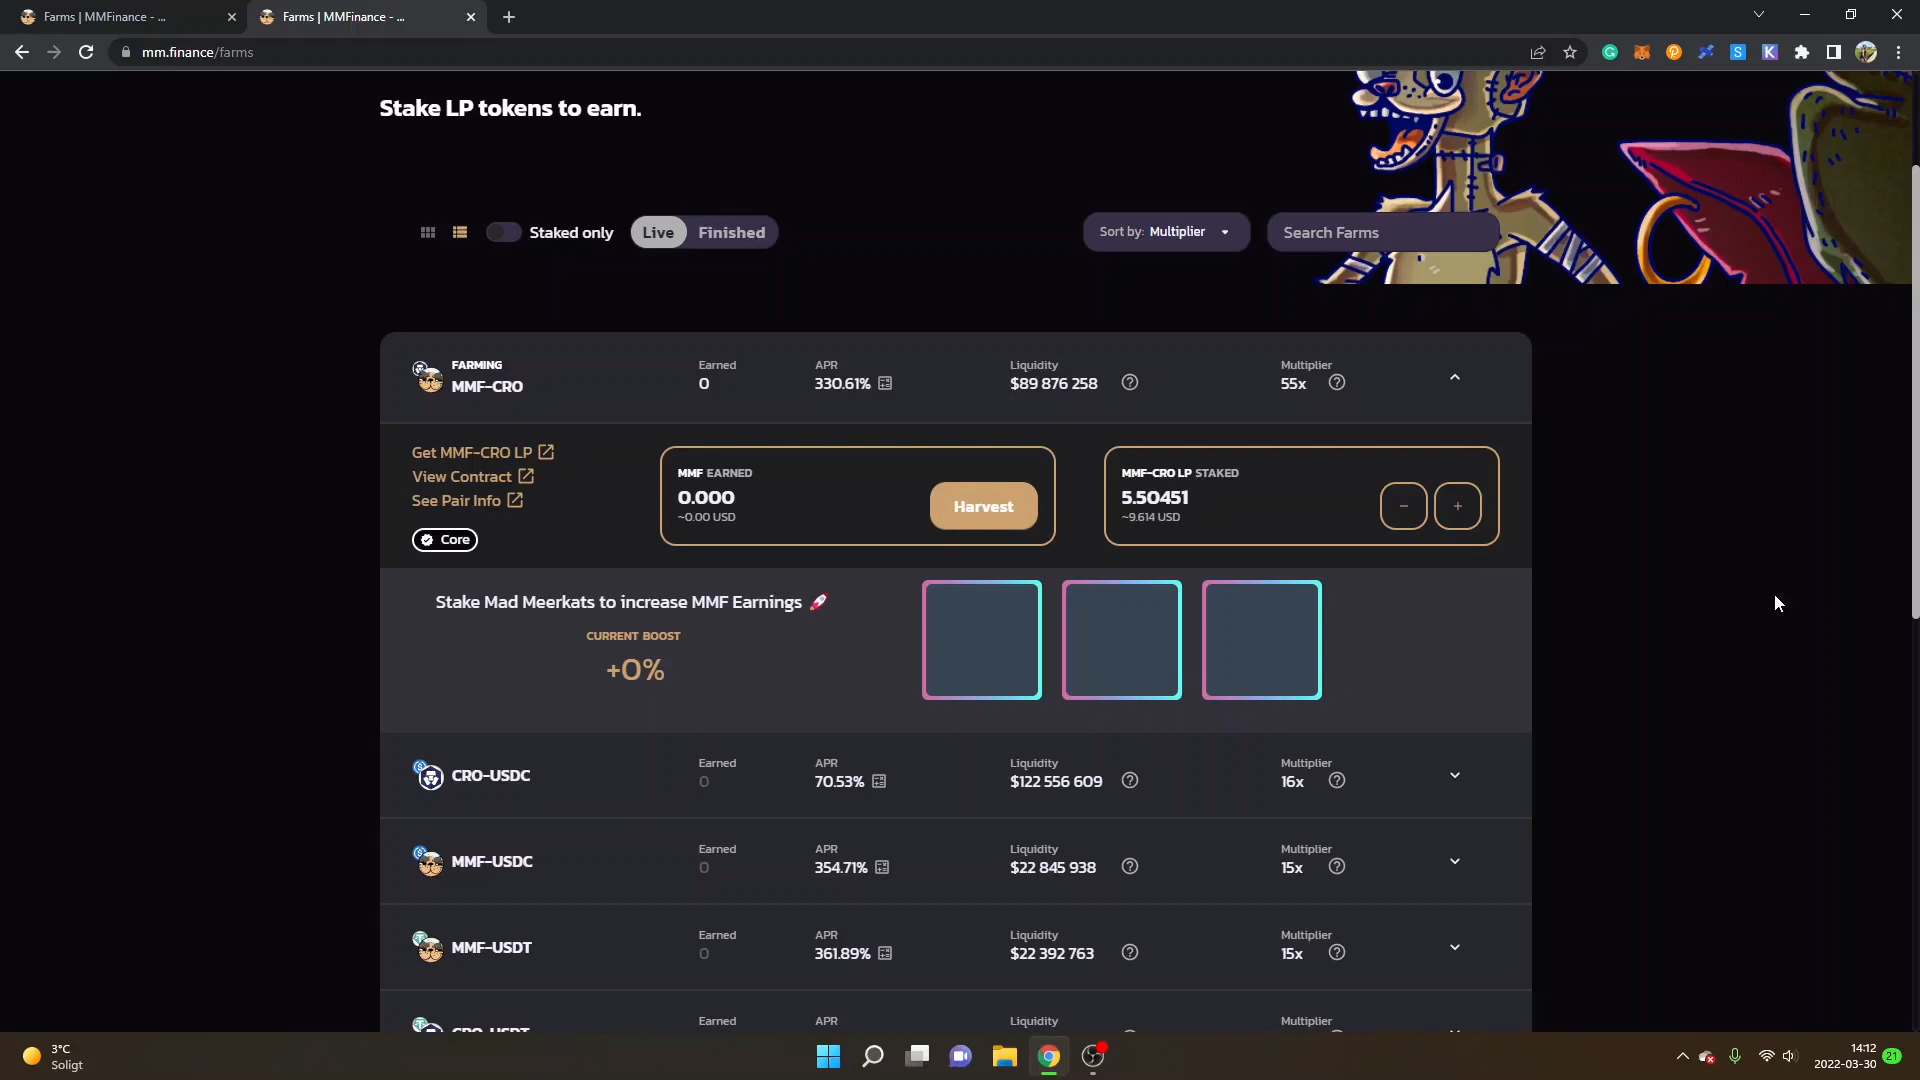 Farms | MMFinance - ...
Farms | MMFinance - ...
mm.finance/farms
Stake LP tokens to earn.
Staked only
Live
Finished
Sort by: Multiplier
Search Farms
FARMING
MMF-CRO
Earned
0
APR
330.61%
Liquidity
$89 876 258
Multiplier
55x
Get MMF-CRO LP
View Contract
See Pair Info
Core
MMF EARNED
0.000
~0.00 USD
Harvest
MMF-CRO LP STAKED
5.50451
~9.614 USD
Stake Mad Meerkats to increase MMF Earnings 🚀
CURRENT BOOST
+0%
CRO-USDC
Earned
0
APR
70.53%
Liquidity
$122 556 609
Multiplier
16x
MMF-USDC
Earned
0
APR
354.71%
Liquidity
$22 845 938
Multiplier
15x
MMF-USDT
Earned
0
APR
361.89%
Liquidity
$22 392 763
Multiplier
15x
CRO-USDT
Earned
APR
Liquidity
Multiplier
3°C
Soligt
14:12
2022-03-30
21